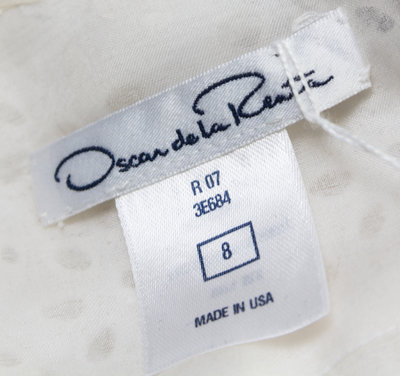 Oscar de la Renta
R 07
3E684
8
MADE IN USA